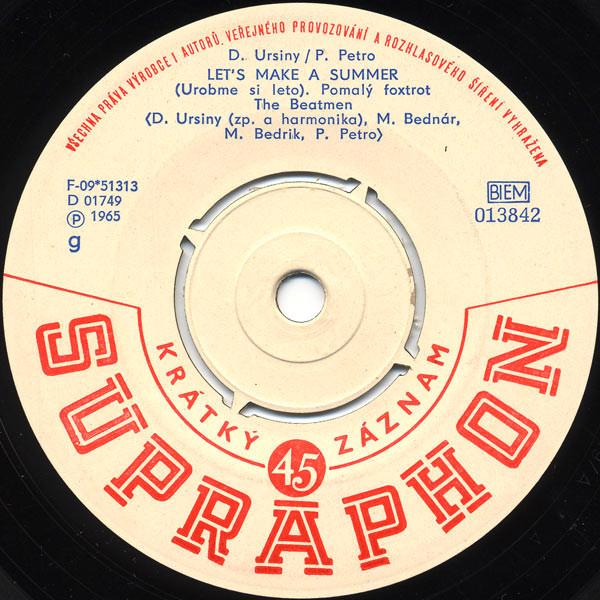 VŠECHNA PRÁVA VÝROBCE I AUTORŮ. VEŘEJNÉHO PROVOZOVÁNÍ A ROZHLASOVÉHO ŠÍŘENÍ VYHRAŽENA
D. Ursiny / P. Petro
LET'S MAKE A SUMMER
(Urobme si leto). Pomalý foxtrot
The Beatmen
(D. Ursiny (zp. a harmonika), M. Bednár,
M. Bedrik, P. Petro)
F-09*51313
D 01749
Ⓟ 1965
g
BIEM
013842
KRÁTKÝ 45 ZÁZNAM
SUPRAPHON